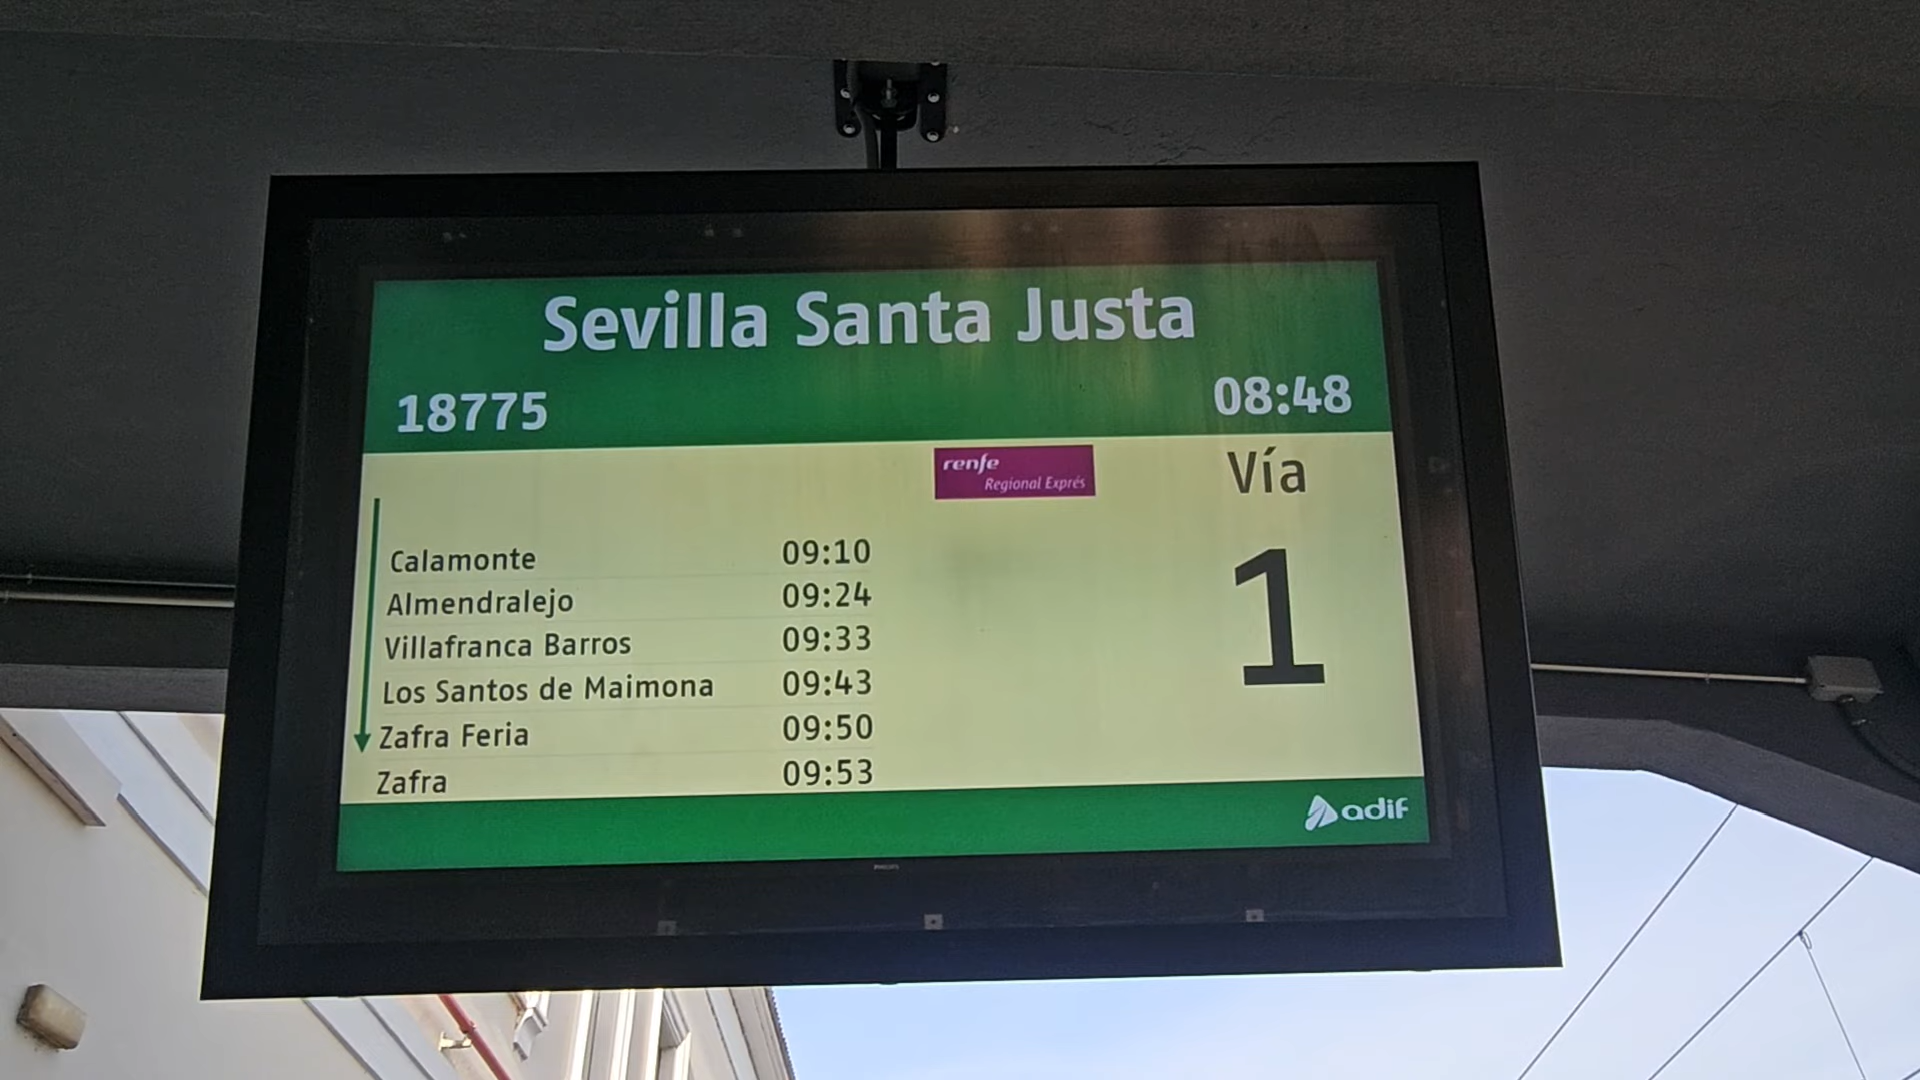 Sevilla Santa Justa
18775 08:48
renfe
Regional Exprés
Vía
1
Calamonte 09:10
Almendralejo 09:24
Villafranca Barros 09:33
Los Santos de Maimona 09:43
Zafra Feria 09:50
Zafra 09:53
adif
PHILIPS